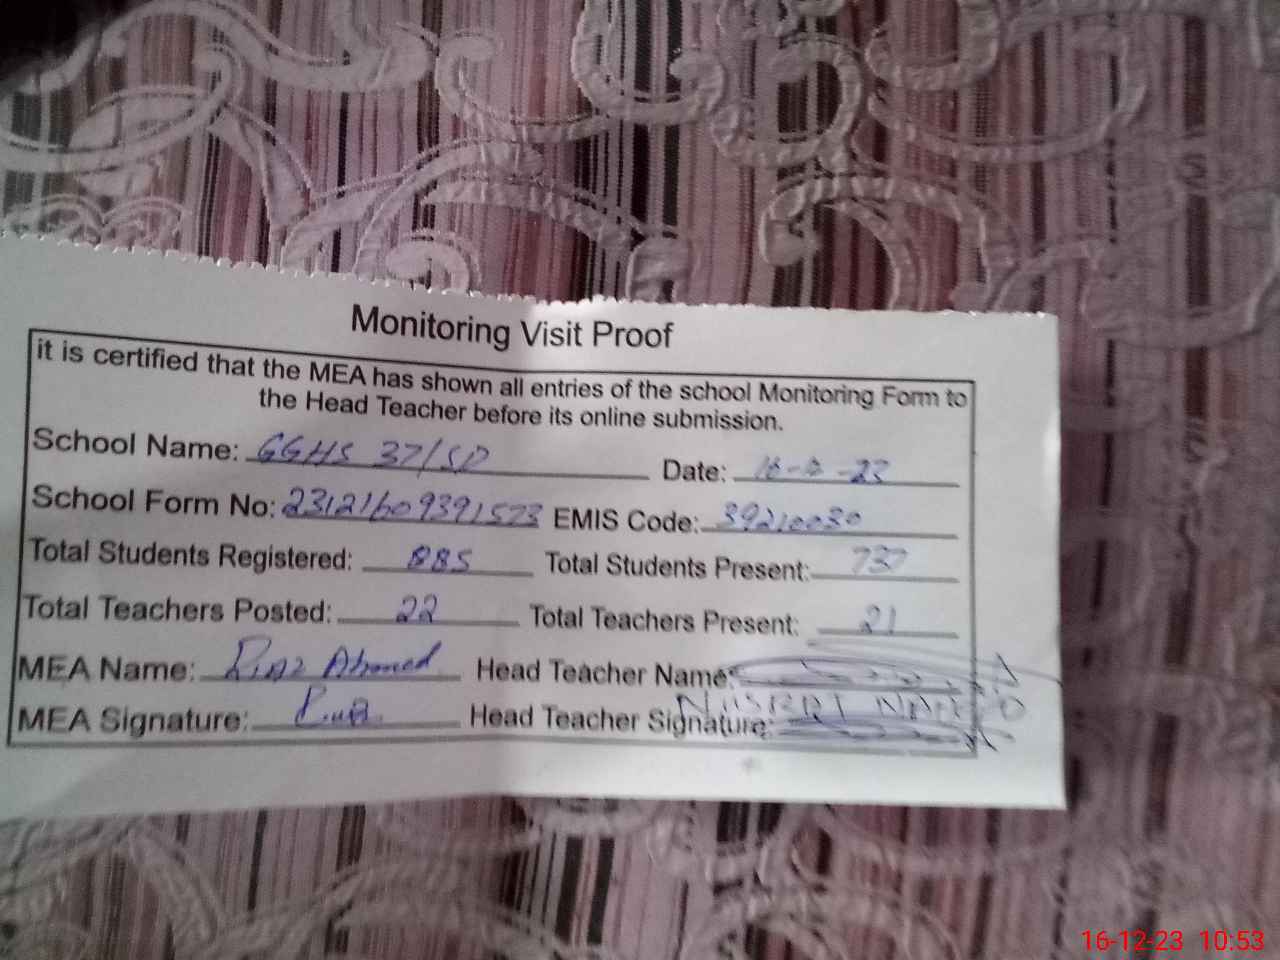 Monitoring Visit Proof
it is certified that the MEA has shown all entries of the school Monitoring Form to
the Head Teacher before its online submission.
School Name: GGHS 37/SP Date: 16-12-23
School Form No: 23121609391573 EMIS Code: 39210030
Total Students Registered: 885 Total Students Present: 737
Total Teachers Posted: 22 Total Teachers Present: 21
MEA Name: Riaz Ahmed Head Teacher Name:
NUSRAT
MEA Signature: Head Teacher Signature:
16-12-23 10:53